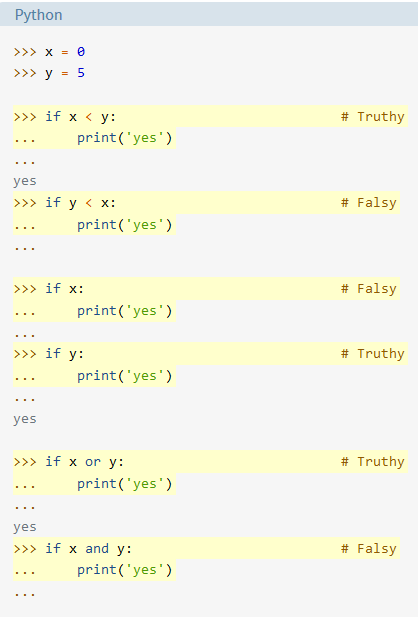 Python
>>> x = 0
>>> y = 5
>>> if x < y:                            # Truthy
...     print('yes')
...
yes
>>> if y < x:                            # Falsy
...     print('yes')
...
>>> if x:                                # Falsy
...     print('yes')
...
>>> if y:                                # Truthy
...     print('yes')
...
yes
>>> if x or y:                           # Truthy
...     print('yes')
...
yes
>>> if x and y:                          # Falsy
...     print('yes')
...